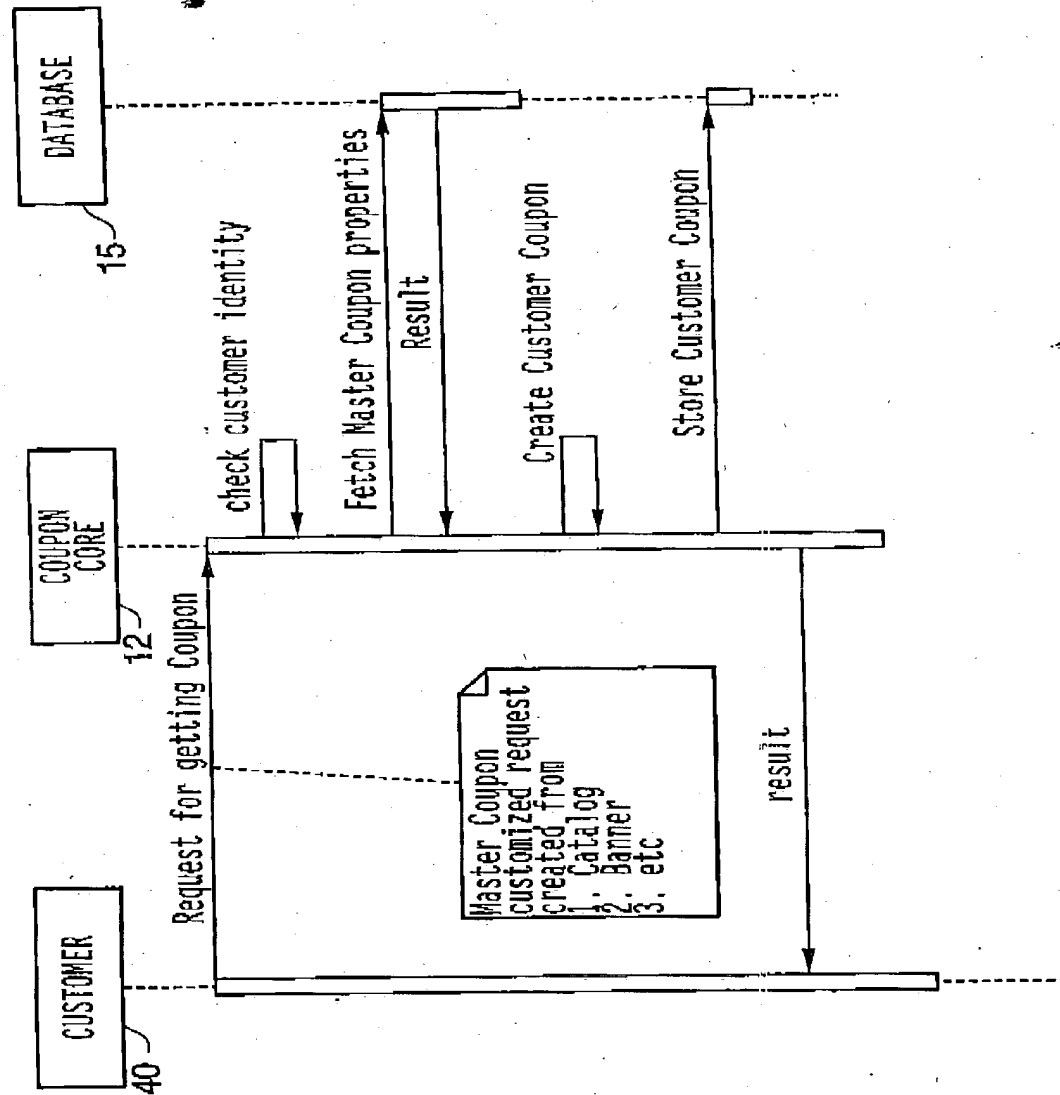 CUSTOMER
40
COUPON
CORE
12
DATABASE
15
Request for getting Coupon
check customer identity
Fetch Master Coupon properties
Result
Master Coupon
customized request
created from
1. Catalog
2. Banner
3. etc
Create Customer Coupon
Store Customer Coupon
result